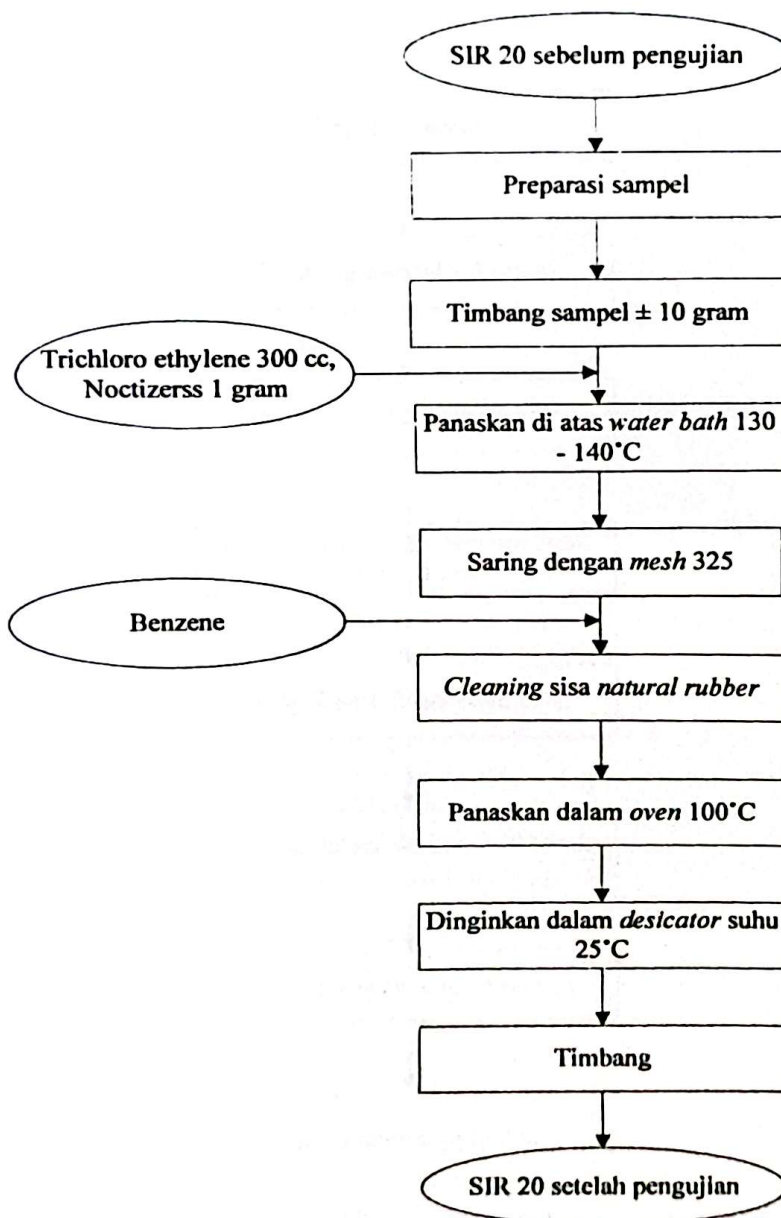 SIR 20 sebelum pengujian
Preparasi sampel
Timbang sampel ± 10 gram
Trichloro ethylene 300 cc,
Noctizerss 1 gram
Panaskan di atas water bath 130
- 140°C
Saring dengan mesh 325
Benzene
Cleaning sisa natural rubber
Panaskan dalam oven 100°C
Dinginkan dalam desicator suhu
25°C
Timbang
SIR 20 setelah pengujian